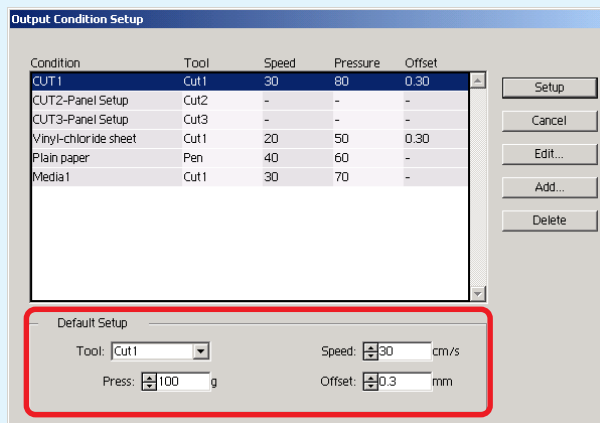 Output Condition Setup
Condition Tool Speed Pressure Offset
CUT1 Cut1 30 80 0.30
CUT2-Panel Setup Cut2 - - -
CUT3-Panel Setup Cut3 - - -
Vinyl-chloride sheet Cut1 20 50 0.30
Plain paper Pen 40 60 -
Media1 Cut1 30 70 -
Setup
Cancel
Edit...
Add...
Delete
Default Setup
Tool: Cut1 Speed: 30 cm/s
Press: 100 g Offset: 0.3 mm